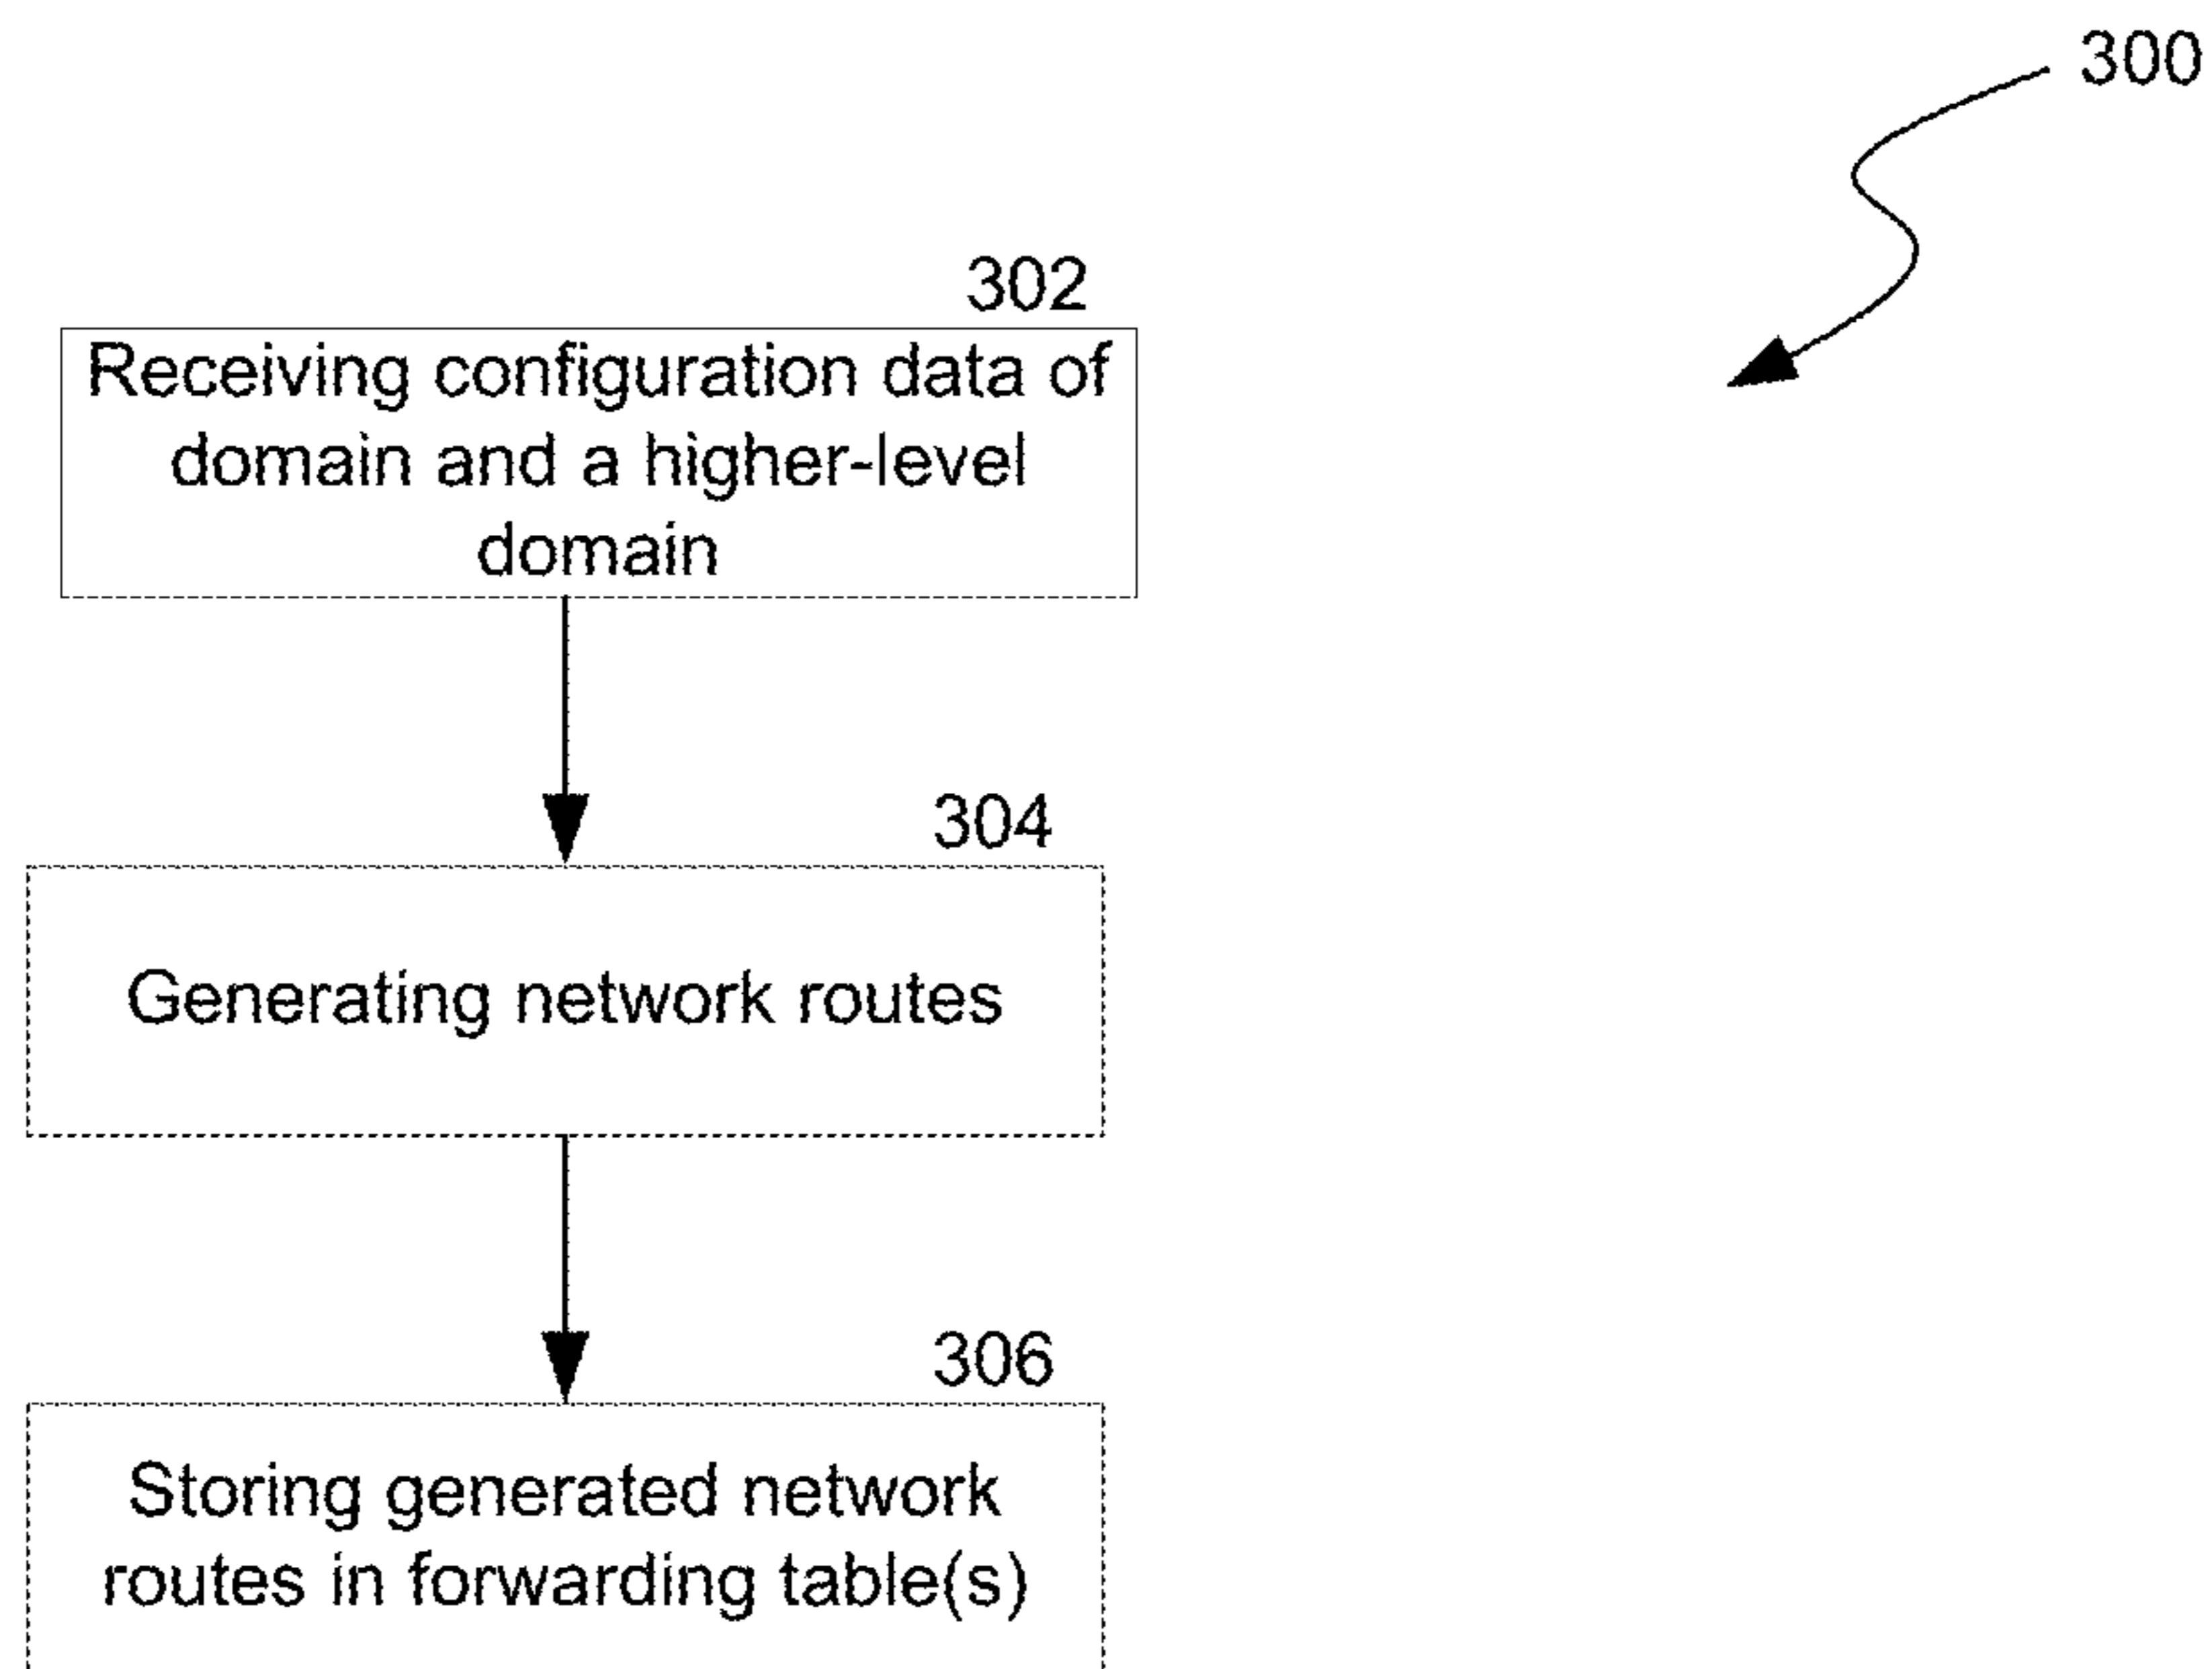 300
302
Receiving configuration data of
domain and a higher-level
domain
304
Generating network routes
306
Storing generated network
routes in forwarding table(s)